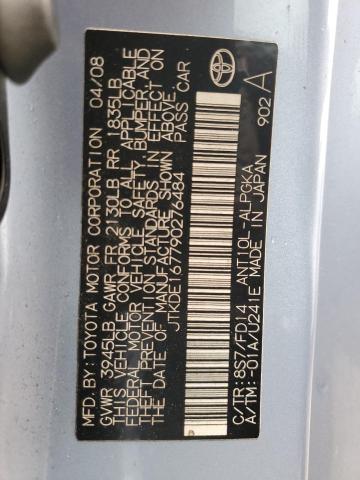 MFD. BY: TOYOTA MOTOR CORPORATION 04/08
GVWR 3945LB GAWR FR 2130LB RR 1835LB
THIS VEHICLE CONFORMS TO ALL APPLICABLE
FEDERAL MOTOR VEHICLE SAFETY, BUMPER, AND
THEFT PREVENTION STANDARDS IN EFFECT ON
THE DATE OF MANUFACTURE SHOWN ABOVE.
JTKDE167790276484 PASS CAR
C/TR: 8S7/FD14 ANT10L-ALPGKA
A/TM: -01A/U241E MADE IN JAPAN
902 A